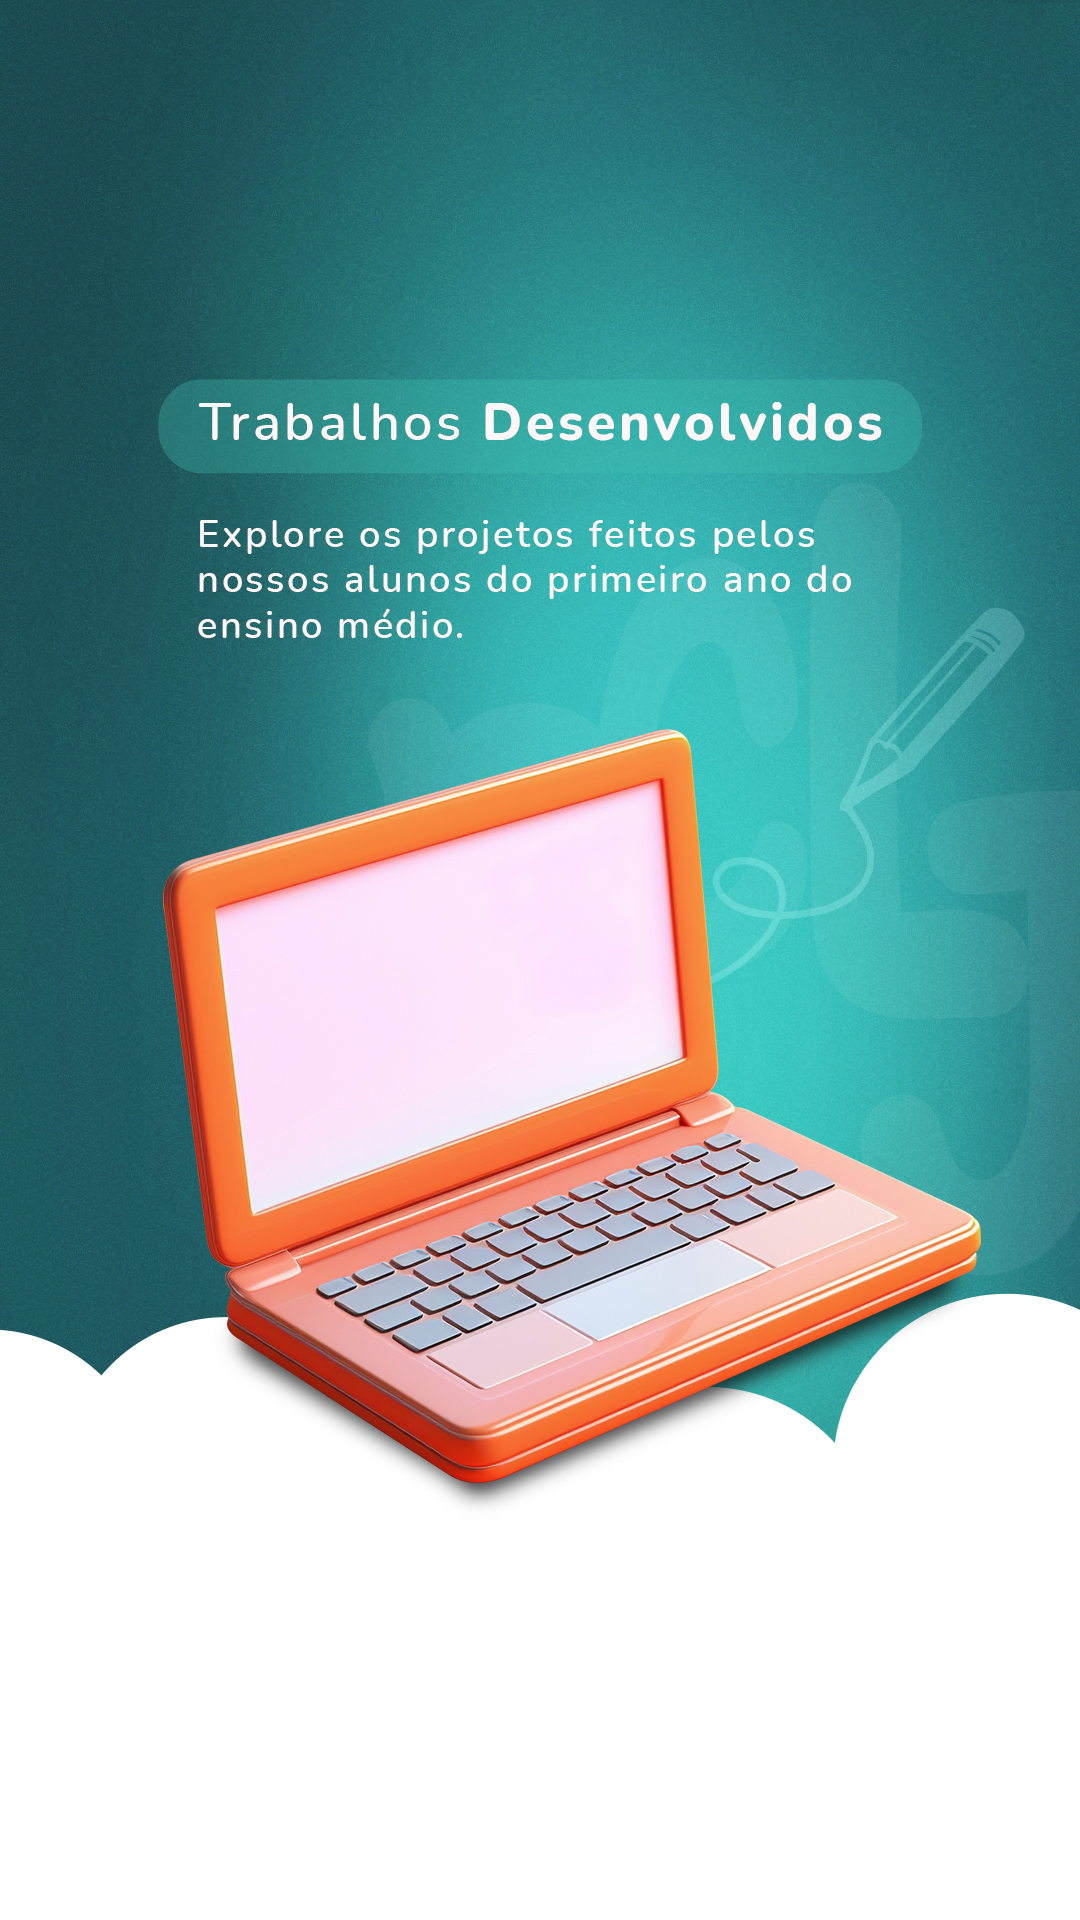 Trabalhos Desenvolvidos
Explore os projetos feitos pelos
nossos alunos do primeiro ano do
ensino médio.